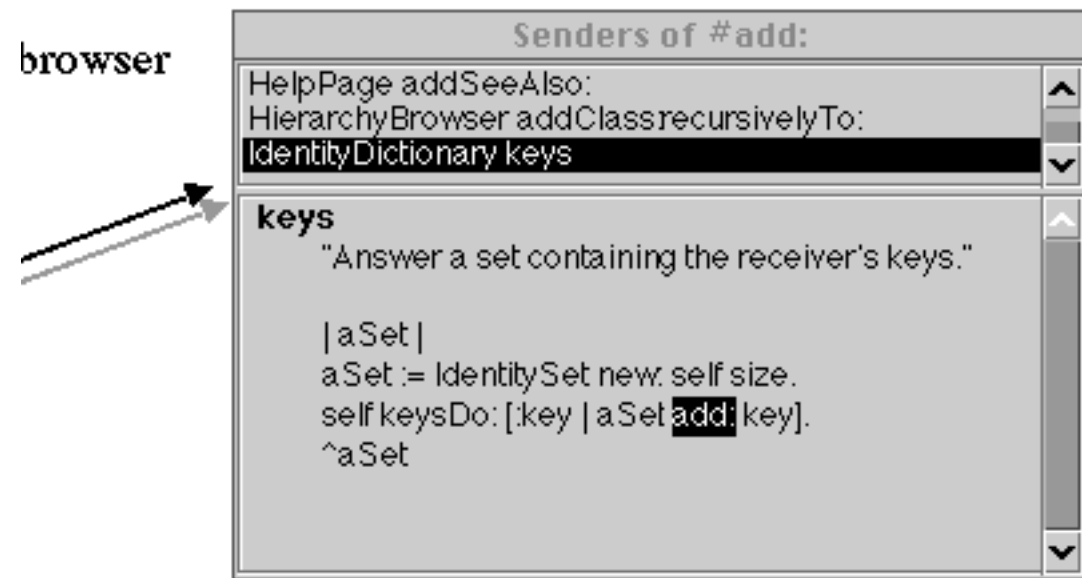 browser
Senders of #add:
HelpPage addSeeAlso:
HierarchyBrowser addClassrecursivelyTo:
IdentityDictionary keys
keys
"Answer a set containing the receiver's keys."
| aSet |
aSet := IdentitySet new: self size.
self keysDo: [:key | aSet add: key].
^aSet